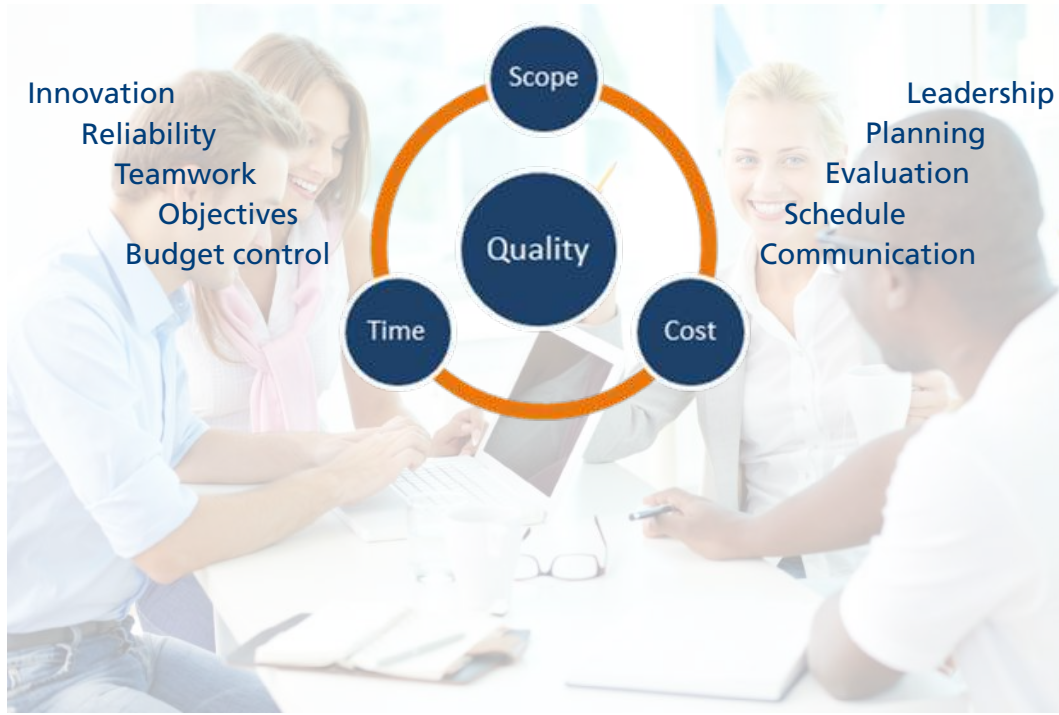 Innovation
Reliability
Teamwork
Objectives
Budget control
Scope
Quality
Time
Cost
Leadership
Planning
Evaluation
Schedule
Communication